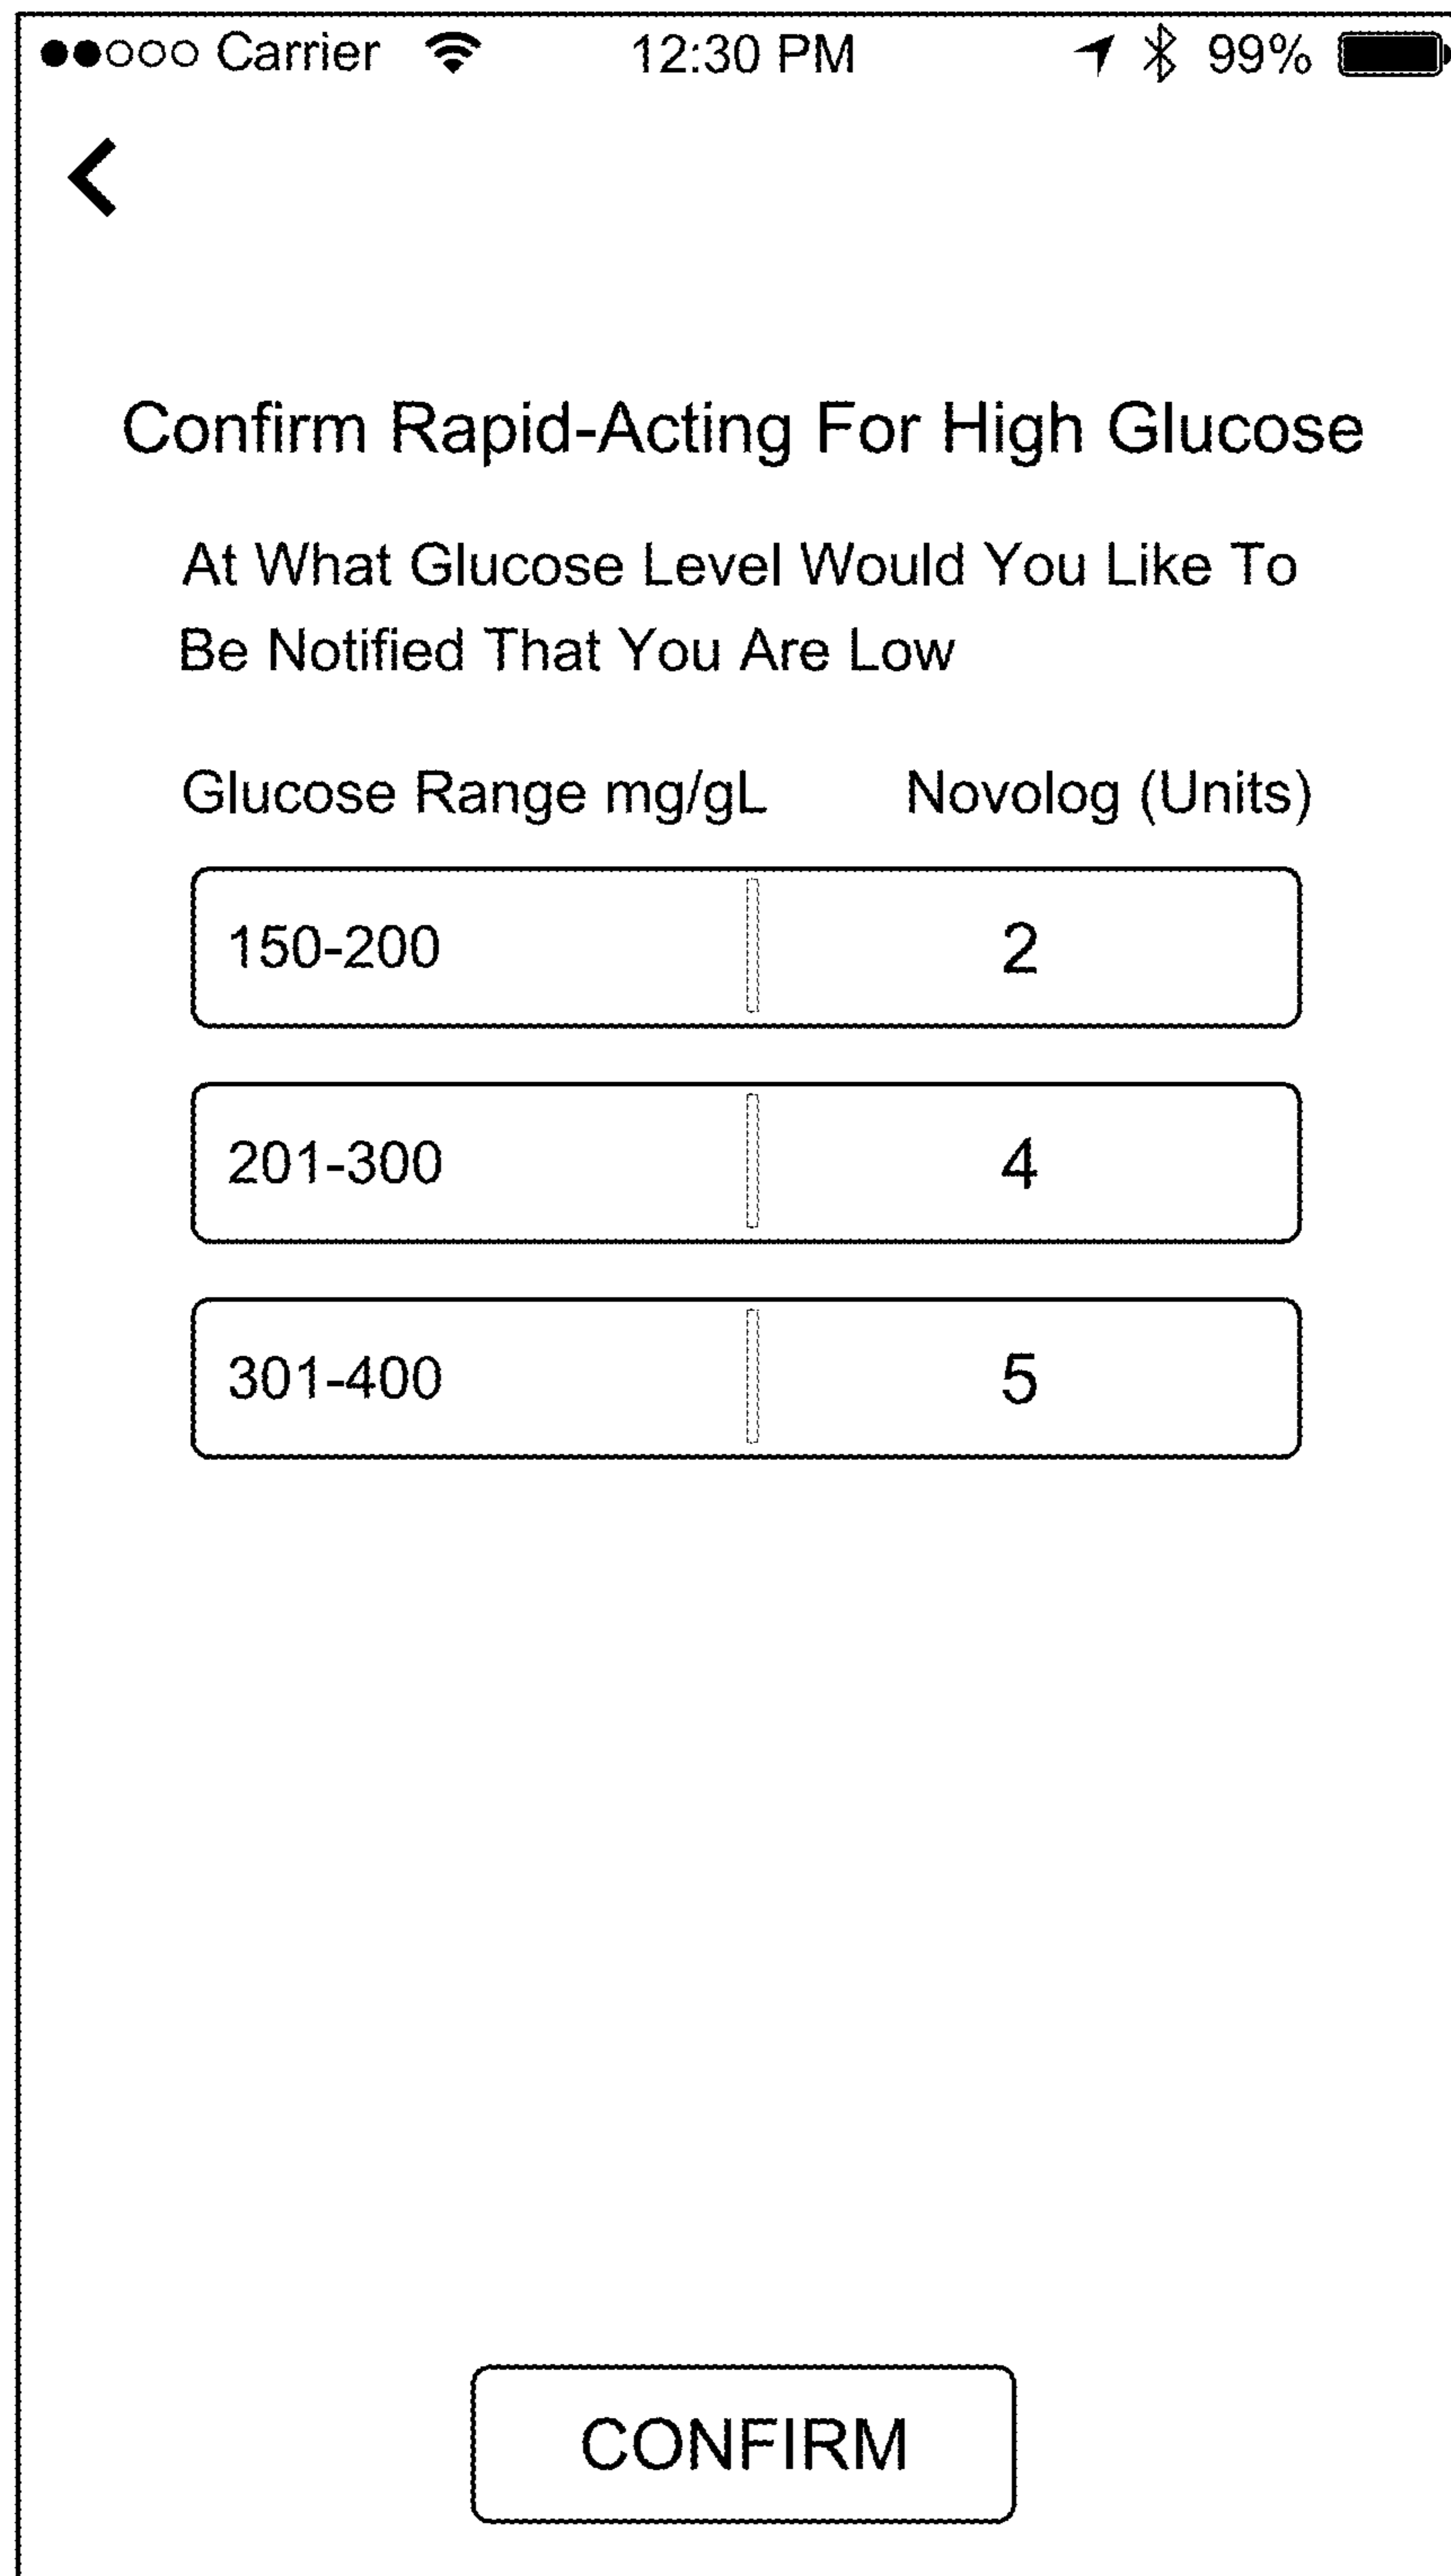 Carrier 12:30 PM 99%
Confirm Rapid-Acting For High Glucose
At What Glucose Level Would You Like To
Be Notified That You Are Low
Glucose Range mg/gL Novolog (Units)
150-200 2
201-300 4
301-400 5
CONFIRM